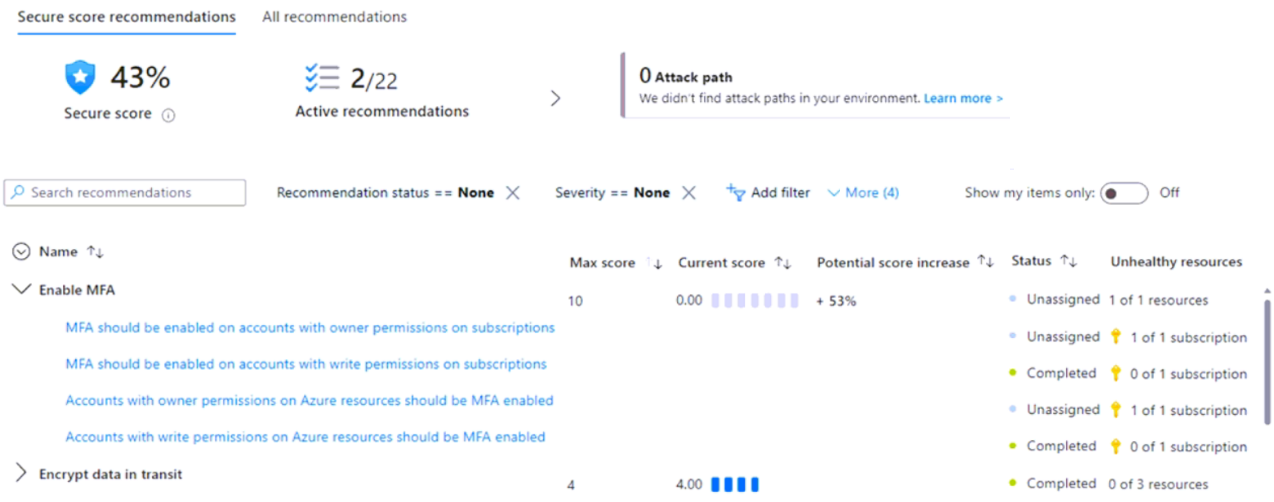 Secure score recommendations All recommendations
43% 2/22 0 Attack path
We didn't find attack paths in your environment. Learn more >
Secure score Active recommendations
Search recommendations Recommendation status == None Severity == None Add filter More (4) Show my items only: Off
Name Max score Current score Potential score increase Status Unhealthy resources
Enable MFA 10 0.00 + 53% Unassigned 1 of 1 resources
MFA should be enabled on accounts with owner permissions on subscriptions Unassigned 1 of 1 subscription
MFA should be enabled on accounts with write permissions on subscriptions Completed 0 of 1 subscription
Accounts with owner permissions on Azure resources should be MFA enabled Unassigned 1 of 1 subscription
Accounts with write permissions on Azure resources should be MFA enabled Completed 0 of 1 subscription
Encrypt data in transit 4 4.00 Completed 0 of 3 resources